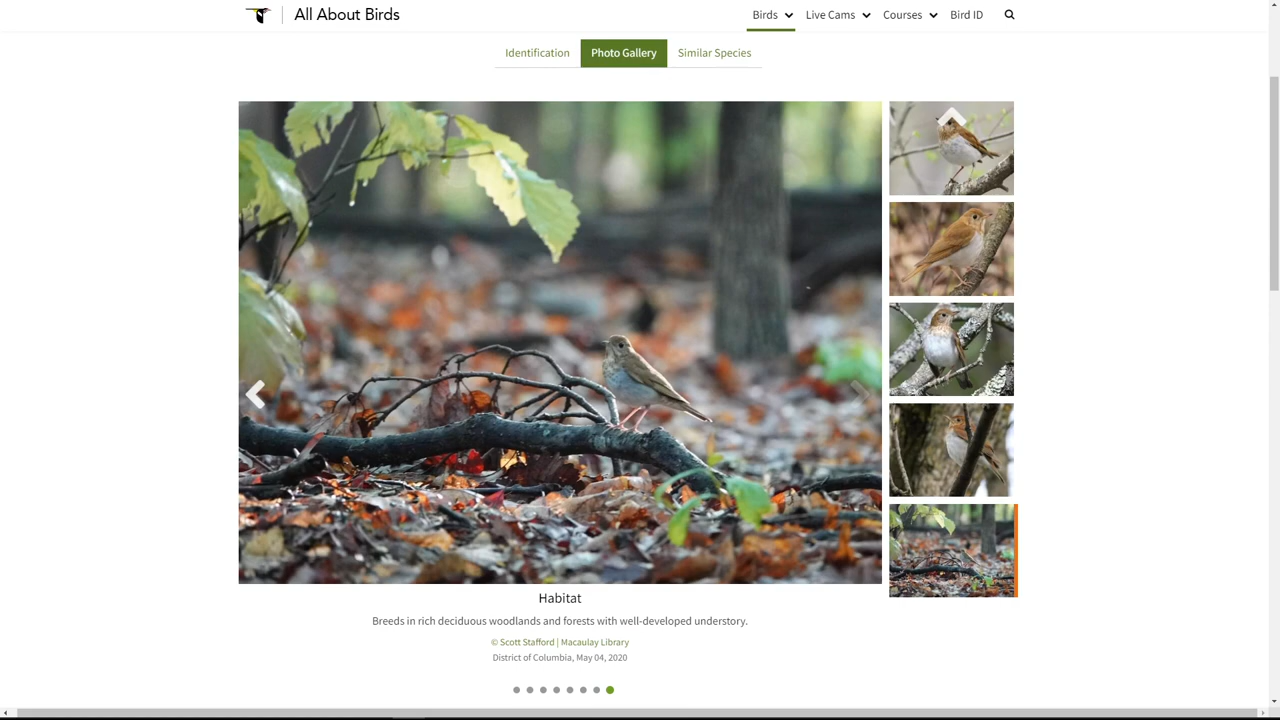 All About Birds
Birds
Live Cams
Courses
Bird ID
Identification
Photo Gallery
Similar Species
Habitat
Breeds in rich deciduous woodlands and forests with well-developed understory.
© Scott Stafford | Macaulay Library
District of Columbia, May 04, 2020